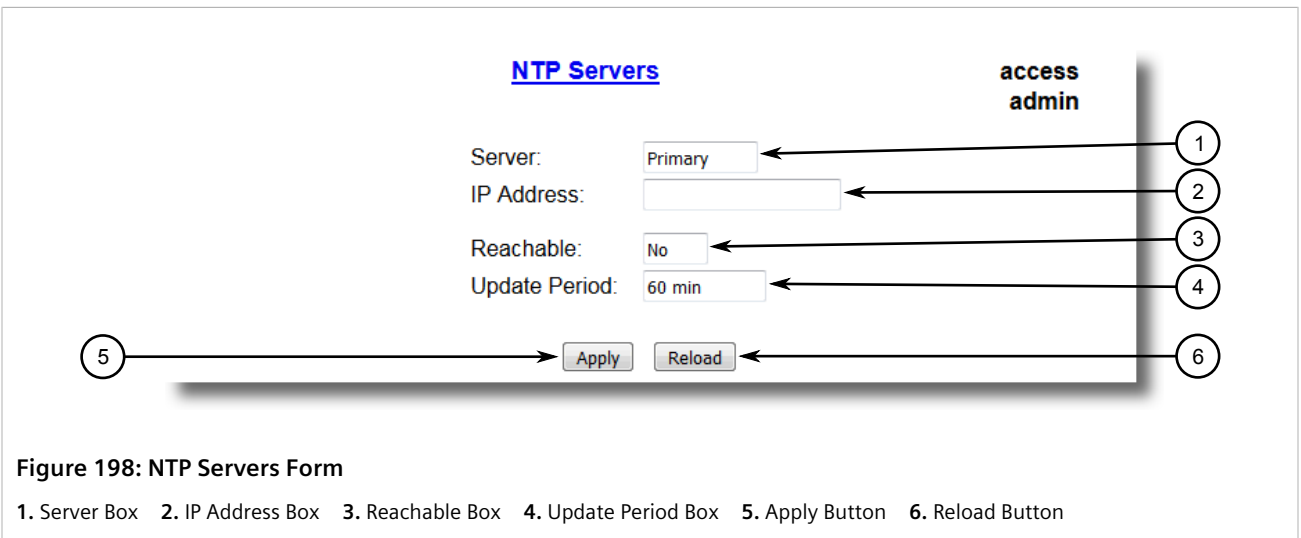 NTP Servers
access
admin
Server: Primary
1
IP Address:
2
Reachable: No
3
Update Period: 60 min
4
5
Apply Reload
6
Figure 198: NTP Servers Form
1. Server Box 2. IP Address Box 3. Reachable Box 4. Update Period Box 5. Apply Button 6. Reload Button